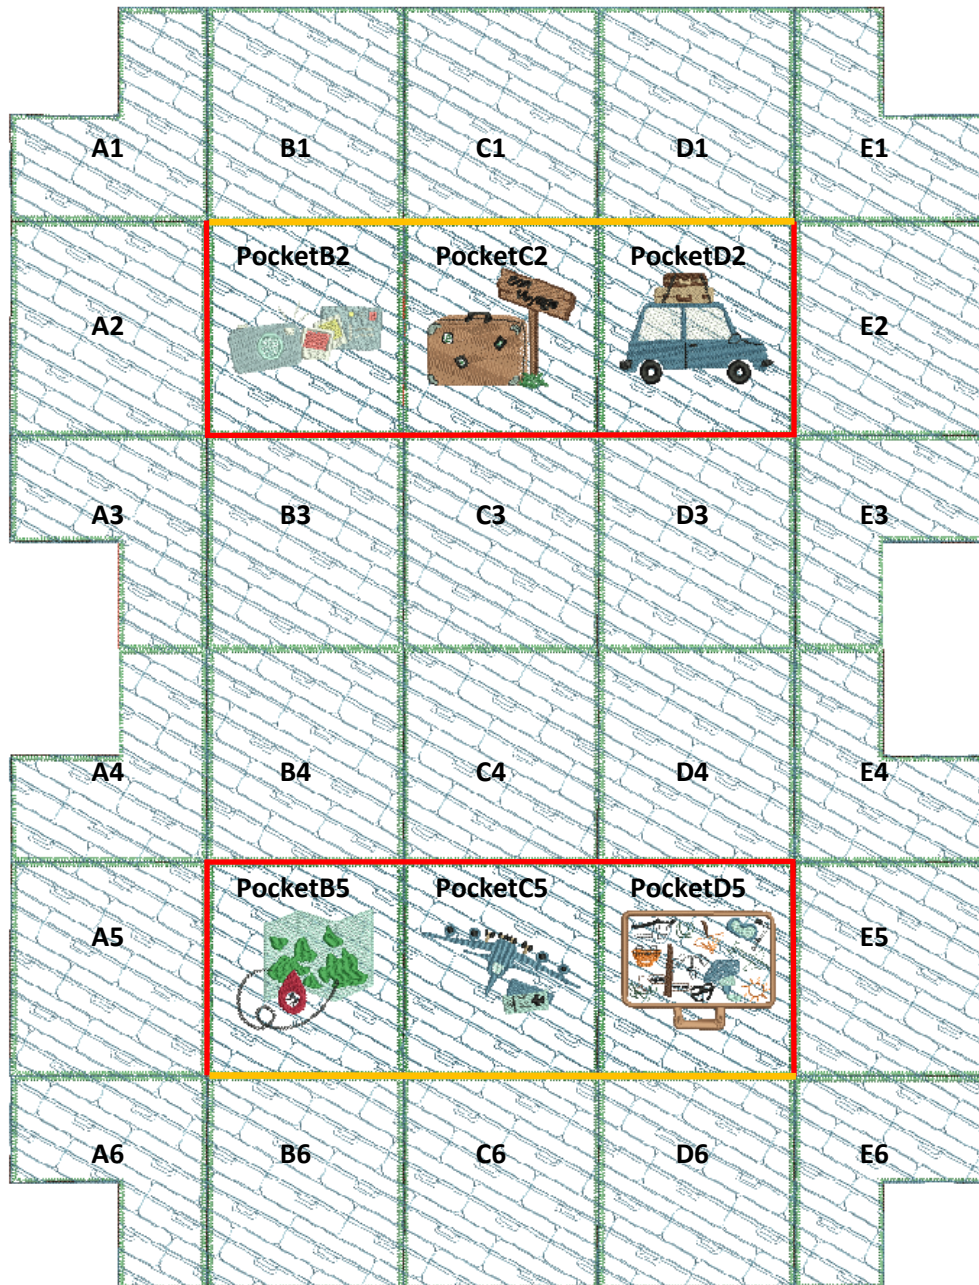 A1 B1 C1 D1 E1
PocketB2 PocketC2 PocketD2
A2 E2
A3 B3 C3 D3 E3
A4 B4 C4 D4 E4
PocketB5 PocketC5 PocketD5
A5 E5
A6 B6 C6 D6 E6